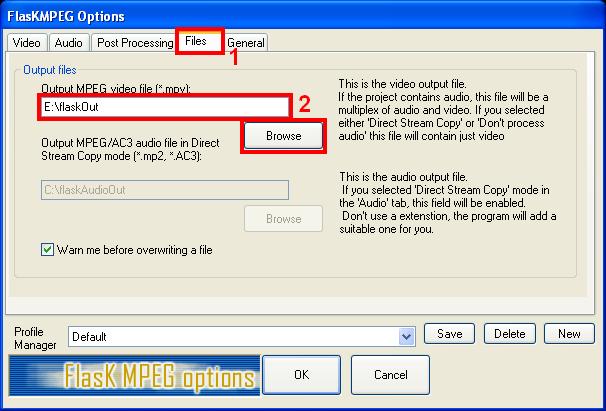 FlasKMPEG Options
Video Audio Post Processing Files General
1
Output files
Output MPEG video file (*.mpv):
E:\flaskOut
2
Browse
This is the video output file.
If the project contains audio, this file will be a
multiplex of audio and video. If you selected
either 'Direct Stream Copy' or 'Don't process
audio' this file will contain just video
Output MPEG/AC3 audio file in Direct
Stream Copy mode (*.mp2, *.AC3):
C:\flaskAudioOut
Browse
This is the audio output file.
If you selected 'Direct Stream Copy' mode in
the 'Audio' tab, this field will be enabled.
Don't use a extenstion, the program will add a
suitable one for you.
Warn me before overwriting a file
Profile
Manager
Default
Save Delete New
FlasK MPEG options
OK Cancel